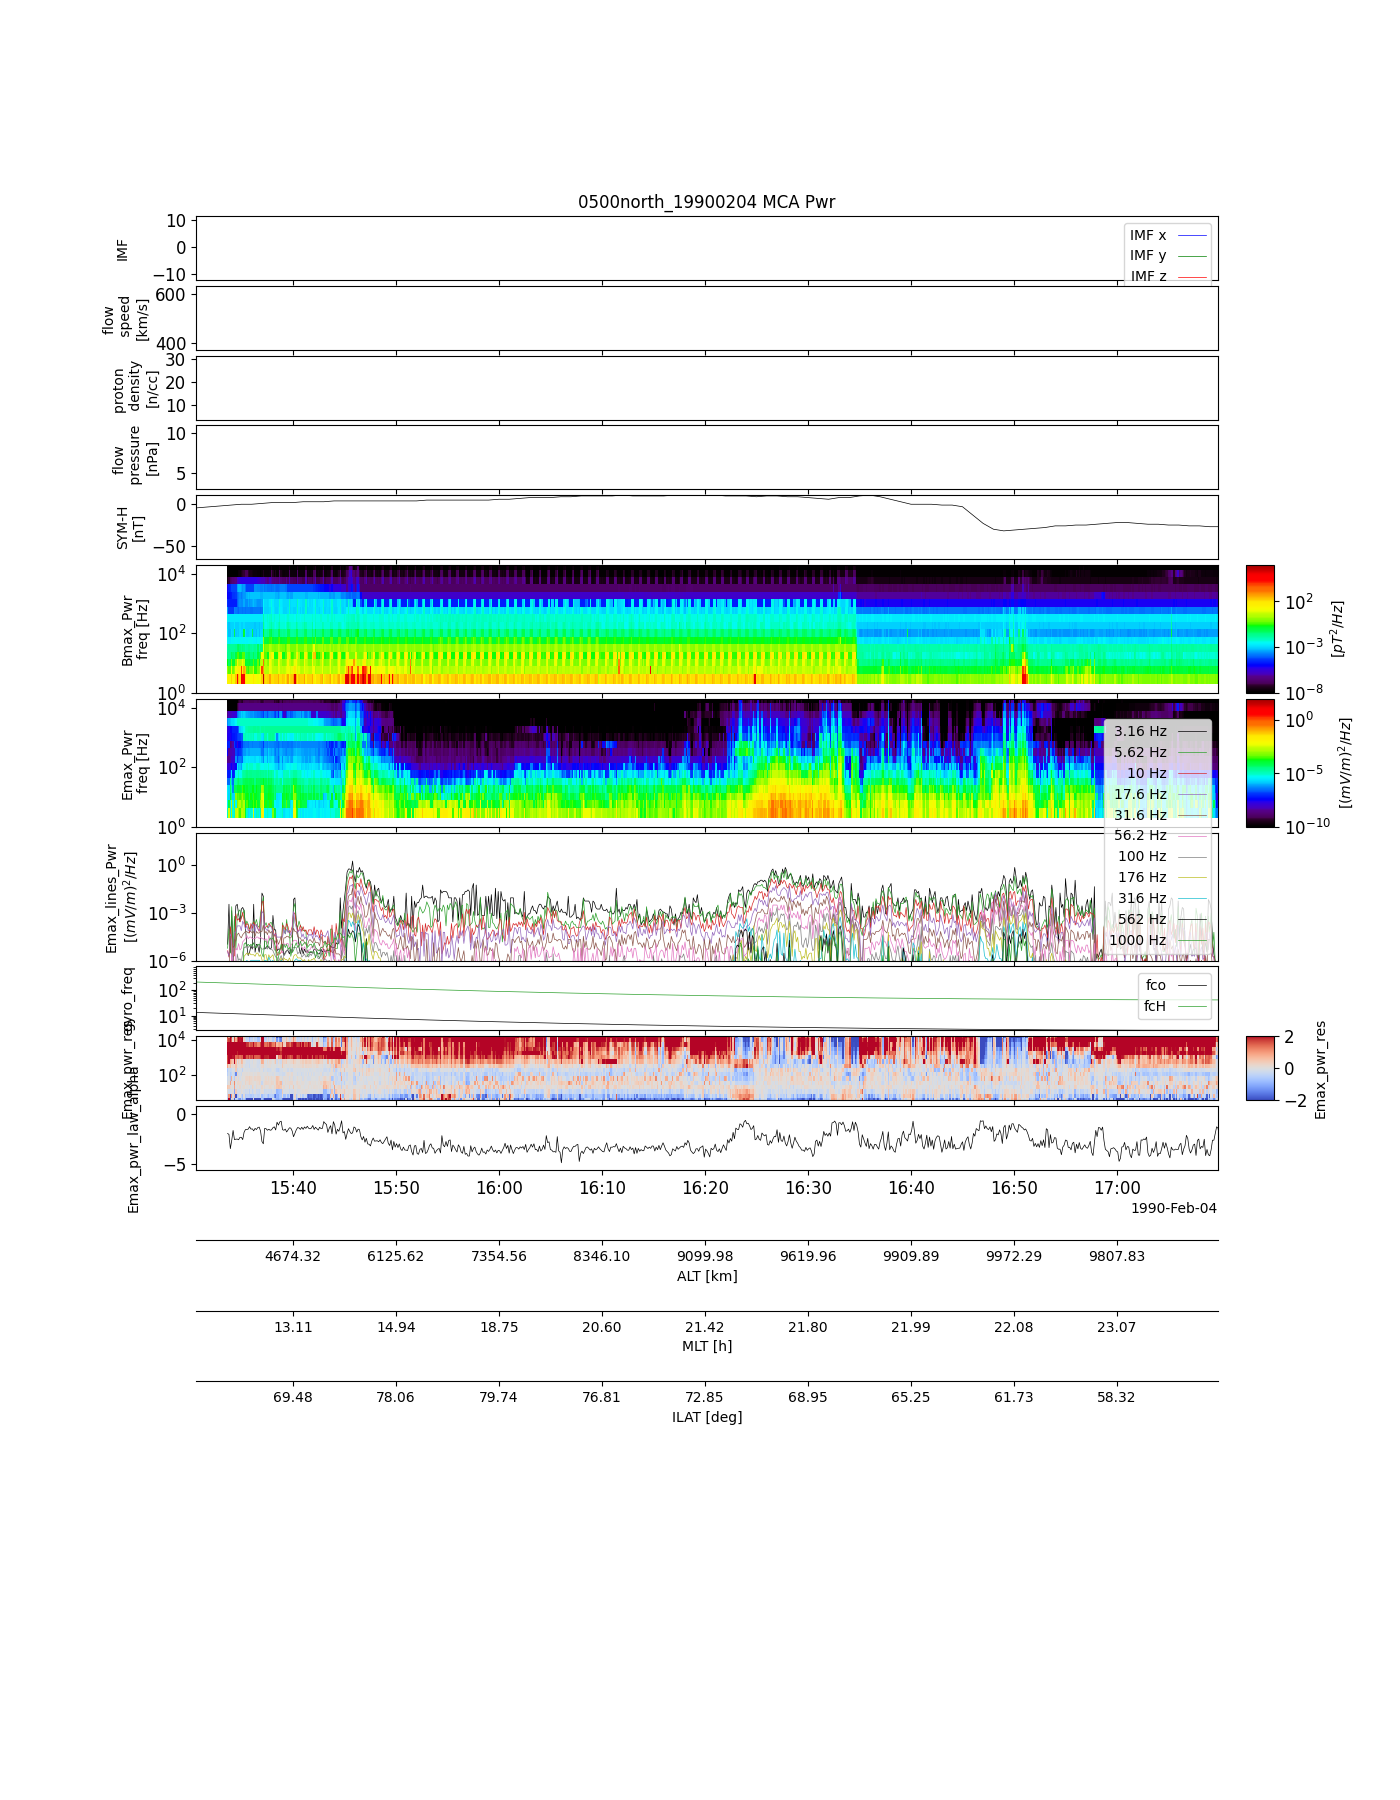 0500north_19900204 MCA Pwr
10
0
−10
IMF
IMF x
IMF y
IMF z
600
400
flow
speed
[km/s]
30
20
10
proton
density
[n/cc]
10
5
flow
pressure
[nPa]
0
−50
SYM-H
[nT]
10^4
10^2
10^0
Bmax_Pwr
freq [Hz]
10^2
10^−3
10^−8
[pT^2/Hz]
10^4
10^2
10^0
Emax_Pwr
freq [Hz]
10^0
10^−5
10^−10
[(mV/m)^2/Hz]
3.16 Hz
5.62 Hz
10 Hz
17.6 Hz
31.6 Hz
56.2 Hz
100 Hz
176 Hz
316 Hz
562 Hz
1000 Hz
10^0
10^−3
10^−6
Emax_lines_Pwr
[(mV/m)^2/Hz]
10^2
10^1
gyro_freq
fco
fcH
10^4
10^2
Emax_pwr_res
2
0
−2
Emax_pwr_res
0
−5
Emax_pwr_law_alpha
15:40 15:50 16:00 16:10 16:20 16:30 16:40 16:50 17:00
1990-Feb-04
4674.32 6125.62 7354.56 8346.10 9099.98 9619.96 9909.89 9972.29 9807.83
ALT [km]
13.11 14.94 18.75 20.60 21.42 21.80 21.99 22.08 23.07
MLT [h]
69.48 78.06 79.74 76.81 72.85 68.95 65.25 61.73 58.32
ILAT [deg]